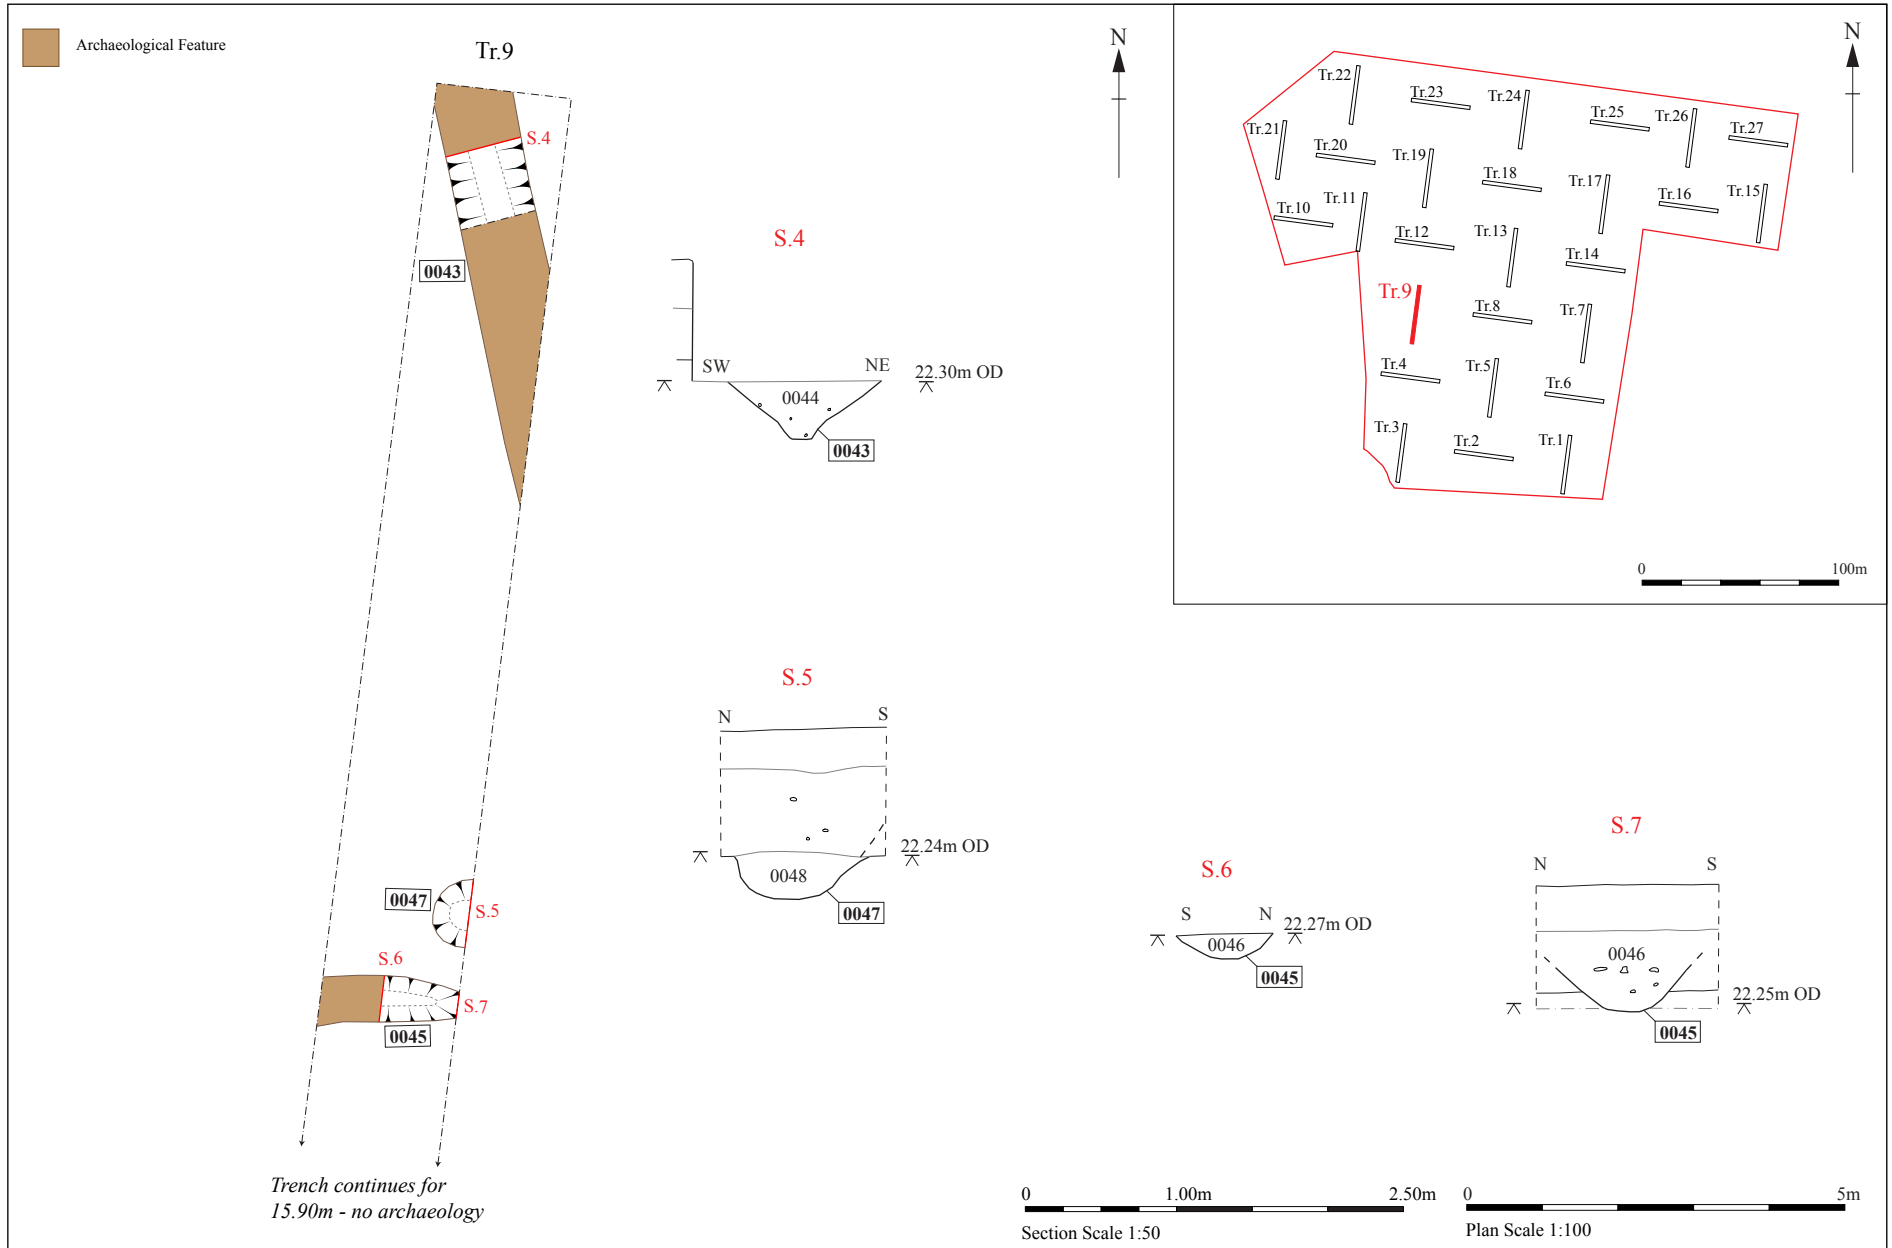 Archaeological Feature
Tr.9
S.4
0043
0047
S.5
S.6
S.7
0045
Trench continues for
15.90m - no archaeology
N
S.4
SW
NE
22.30m OD
0044
0043
S.5
N
S
22.24m OD
0048
0047
S.6
S
N
22.27m OD
0046
0045
S.7
N
S
0046
22.25m OD
0045
0
1.00m
2.50m
Section Scale 1:50
0
5m
Plan Scale 1:100
N
Tr.22
Tr.23
Tr.24
Tr.25
Tr.26
Tr.27
Tr.21
Tr.20
Tr.19
Tr.18
Tr.17
Tr.16
Tr.15
Tr.10
Tr.11
Tr.12
Tr.13
Tr.14
Tr.9
Tr.8
Tr.7
Tr.4
Tr.5
Tr.6
Tr.3
Tr.2
Tr.1
0
100m